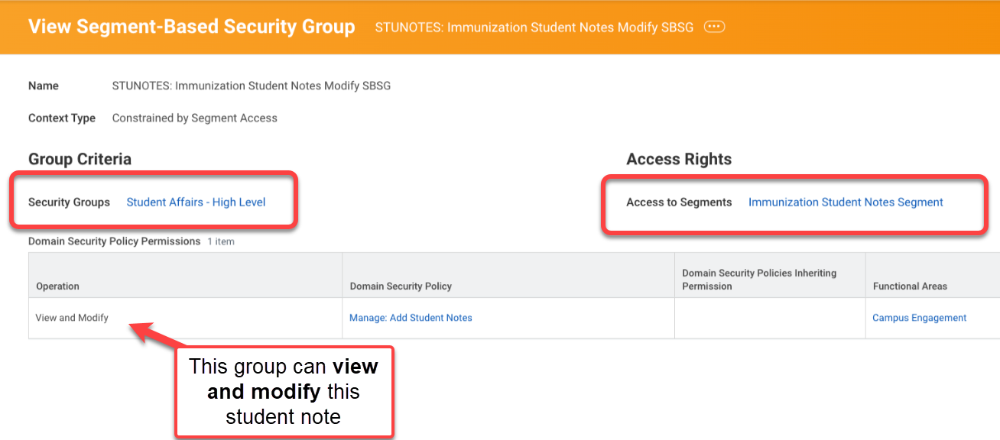 View Segment-Based Security Group STUNOTES: Immunization Student Notes Modify SBSG
Name STUNOTES: Immunization Student Notes Modify SBSG
Context Type Constrained by Segment Access
Group Criteria Access Rights
Security Groups Student Affairs - High Level Access to Segments Immunization Student Notes Segment
Domain Security Policy Permissions 1 item
Domain Security Policies Inheriting
Operation Domain Security Policy Permission Functional Areas
View and Modify Manage: Add Student Notes Campus Engagement
This group can view
and modify this
student note